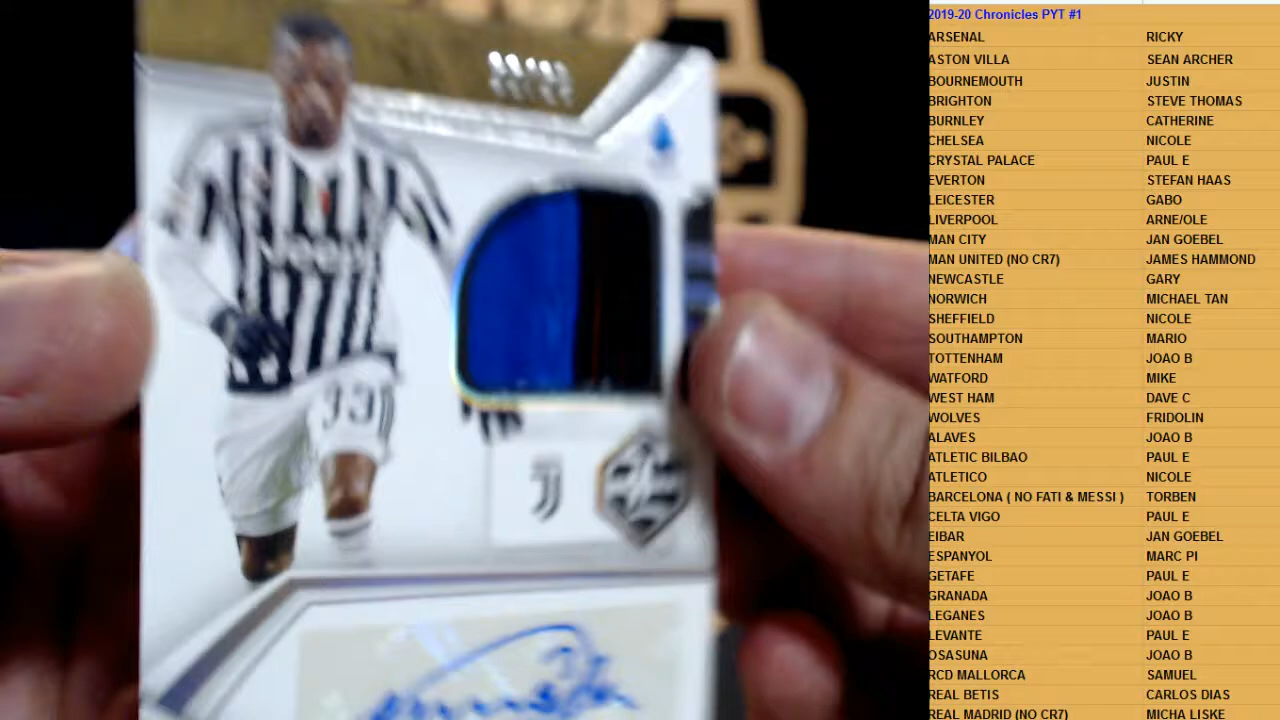 2019-20 Chronicles PYT #1
ARSENAL RICKY
ASTON VILLA SEAN ARCHER
BOURNEMOUTH JUSTIN
BRIGHTON STEVE THOMAS
BURNLEY CATHERINE
CHELSEA NICOLE
CRYSTAL PALACE PAUL E
EVERTON STEFAN HAAS
LEICESTER GABO
LIVERPOOL ARNE/OLE
MAN CITY JAN GOEBEL
MAN UNITED (NO CR7) JAMES HAMMOND
NEWCASTLE GARY
NORWICH MICHAEL TAN
SHEFFIELD NICOLE
SOUTHAMPTON MARIO
TOTTENHAM JOAO B
WATFORD MIKE
WEST HAM DAVE C
WOLVES FRIDOLIN
ALAVES JOAO B
ATLETIC BILBAO PAUL E
ATLETICO NICOLE
BARCELONA ( NO FATI & MESSI ) TORBEN
CELTA VIGO PAUL E
EIBAR JAN GOEBEL
ESPANYOL MARC PI
GETAFE PAUL E
GRANADA JOAO B
LEGANES JOAO B
LEVANTE PAUL E
OSASUNA JOAO B
RCD MALLORCA SAMUEL
REAL BETIS CARLOS DIAS
REAL MADRID (NO CR7) MICHA LISKE
33
J